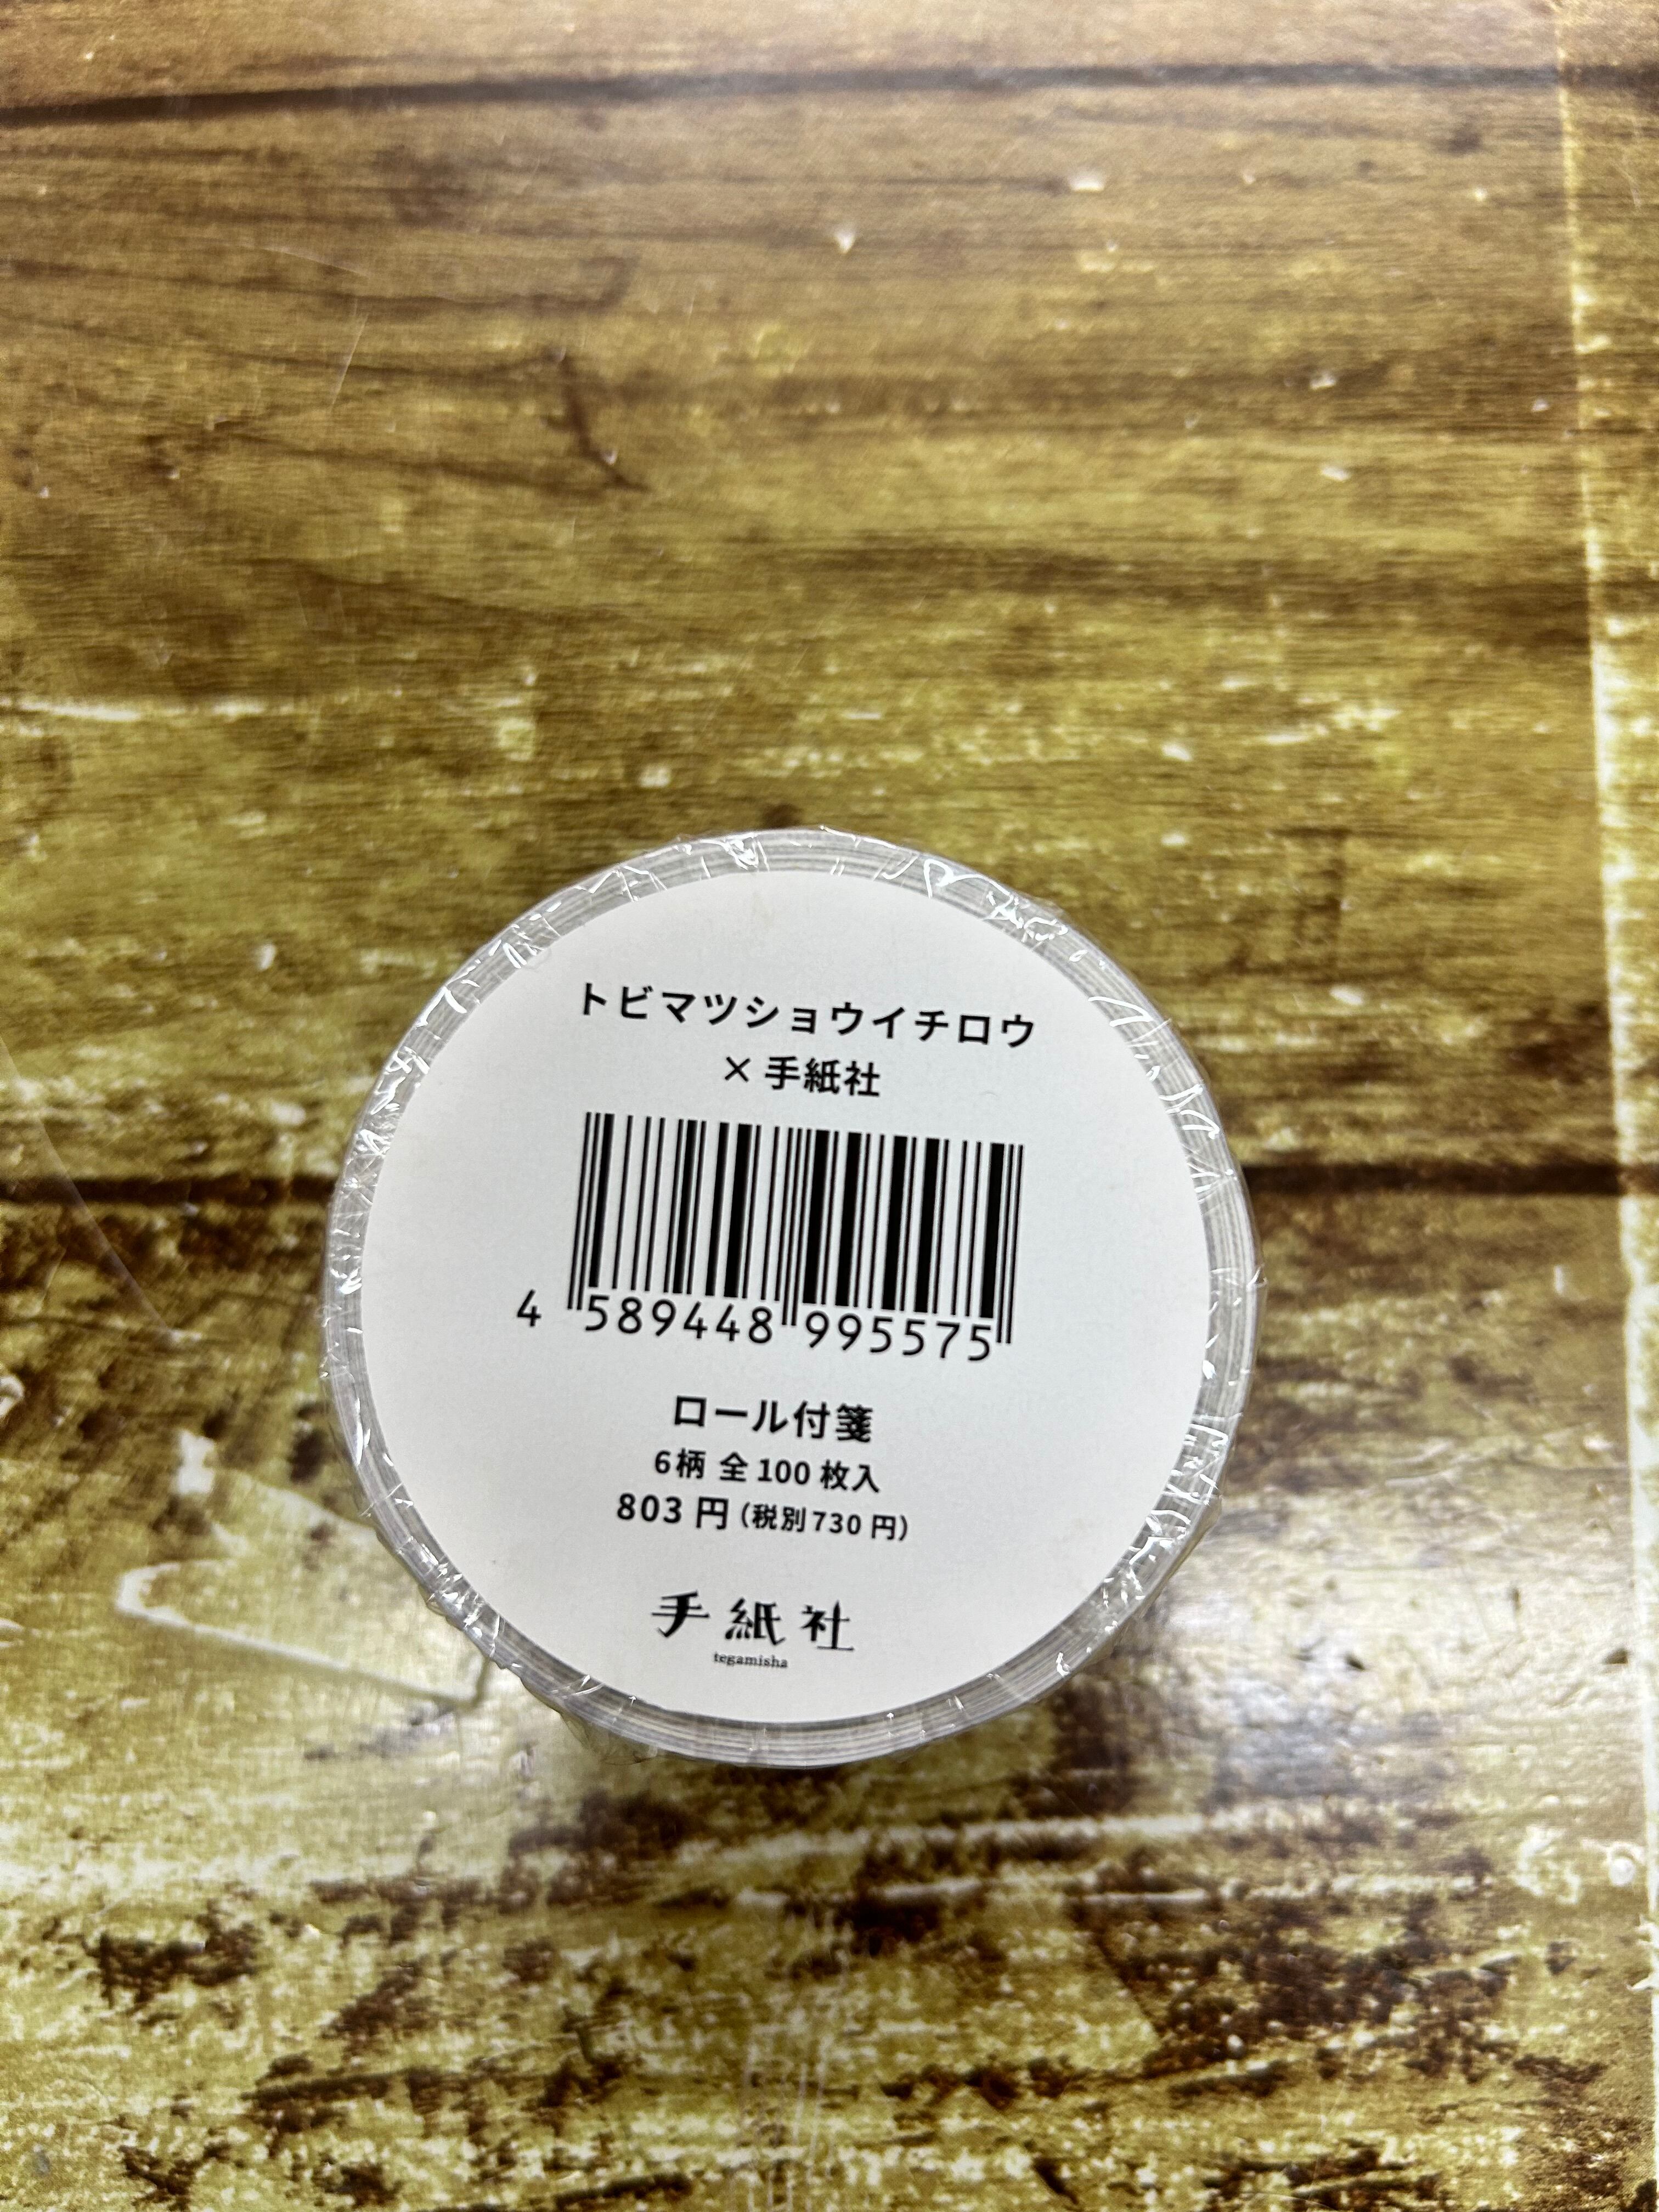 トビマツショウイチロウ
× 手紙社
4 589448 995575
ロール付箋
6柄 全100枚入
803円（税別730円）
手紙社
tegamisha